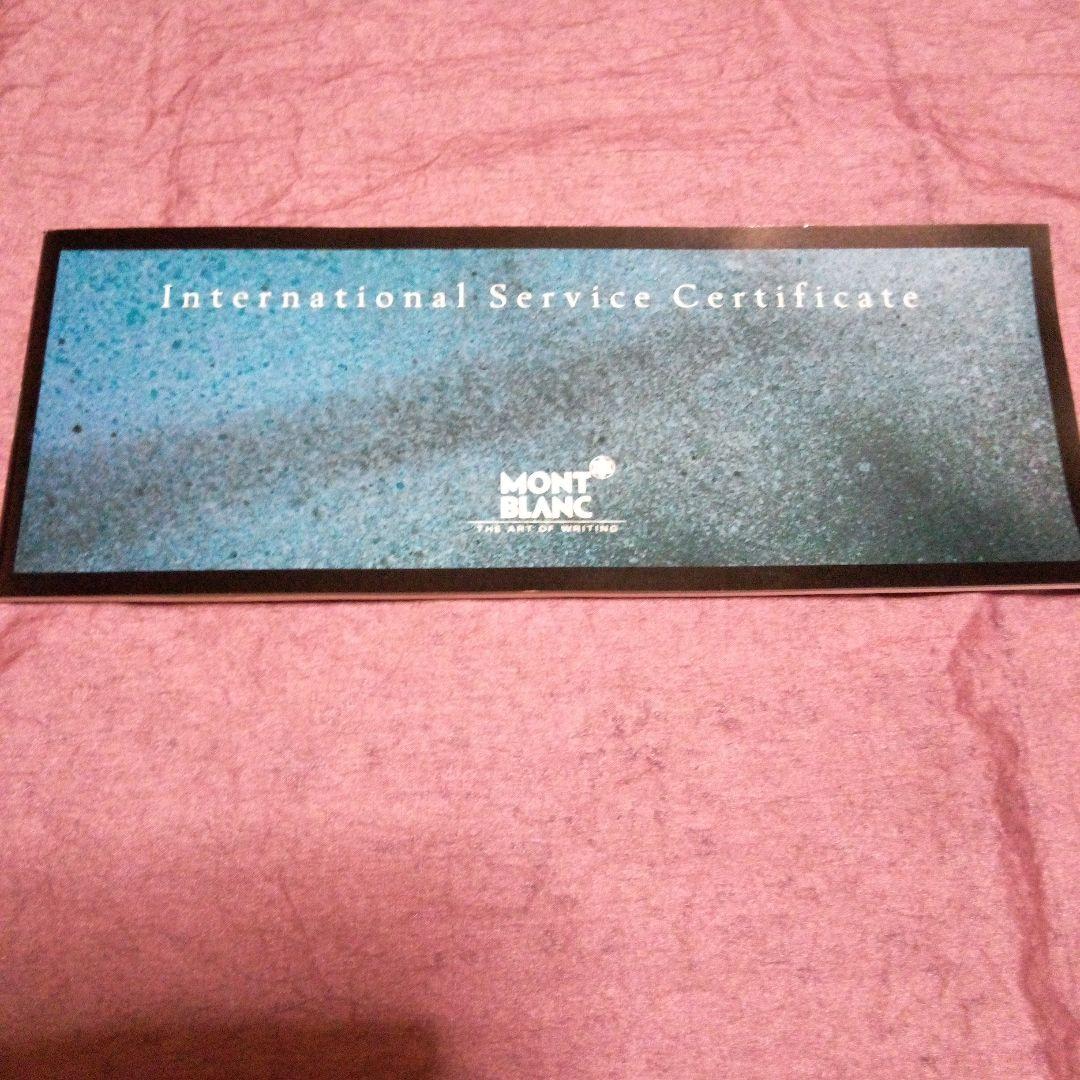 International Service Certificate
MONT
BLANC
THE ART OF WRITING